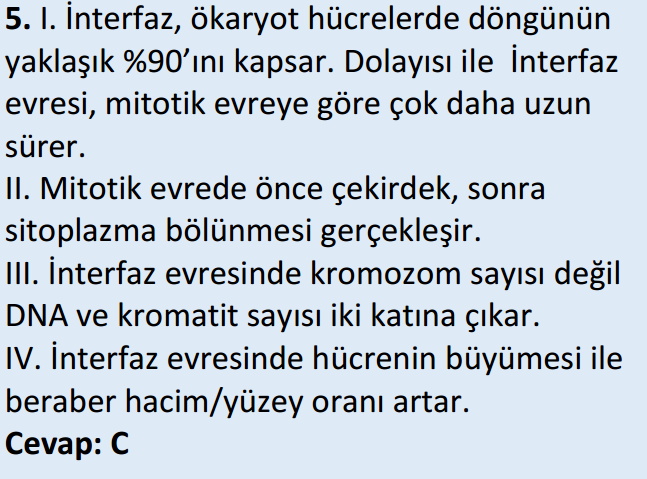 5. I. İnterfaz, ökaryot hücrelerde döngünün
yaklaşık %90’ını kapsar. Dolayısı ile  İnterfaz
evresi, mitotik evreye göre çok daha uzun
sürer.
II. Mitotik evrede önce çekirdek, sonra
sitoplazma bölünmesi gerçekleşir.
III. İnterfaz evresinde kromozom sayısı değil
DNA ve kromatit sayısı iki katına çıkar.
IV. İnterfaz evresinde hücrenin büyümesi ile
beraber hacim/yüzey oranı artar.
Cevap: C